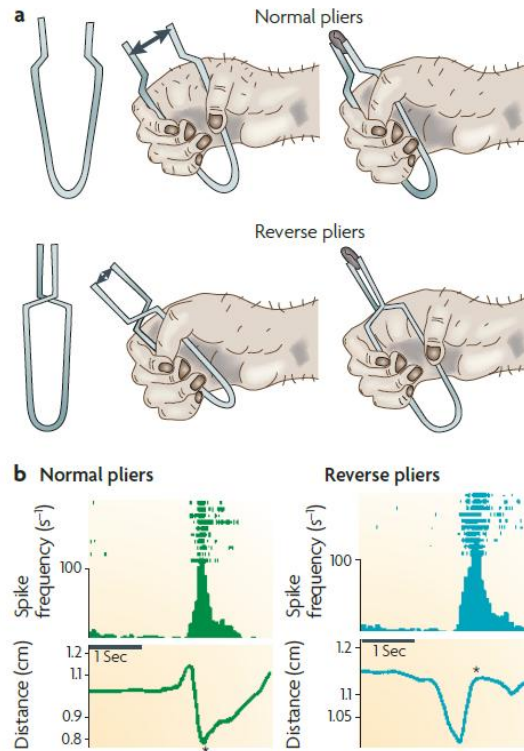 a
Normal pliers
Reverse pliers
b Normal pliers
Reverse pliers
Spike
frequency (s⁻¹)
100
Spike
frequency (s⁻¹)
100
Distance (cm)
1.2
1.1
0.9
0.8
1 Sec
*
Distance (cm)
1.2
1.1
1.05
1 Sec
*